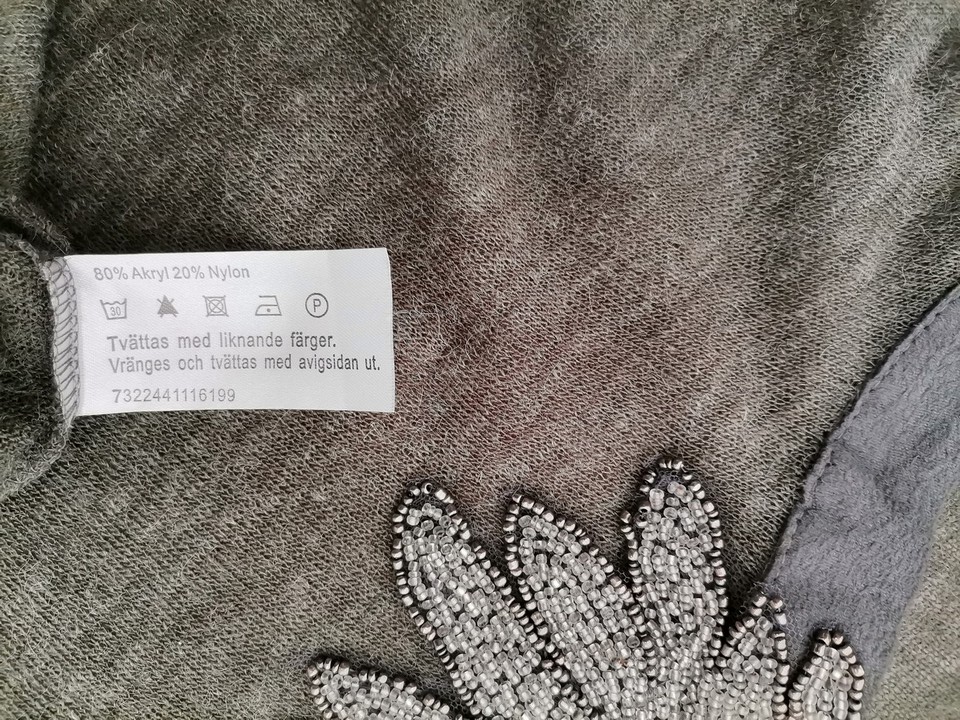 80% Akryl 20% Nylon
30 P
Tvättas med liknande färger.
Vränges och tvättas med avigsidan ut.
7322441116199